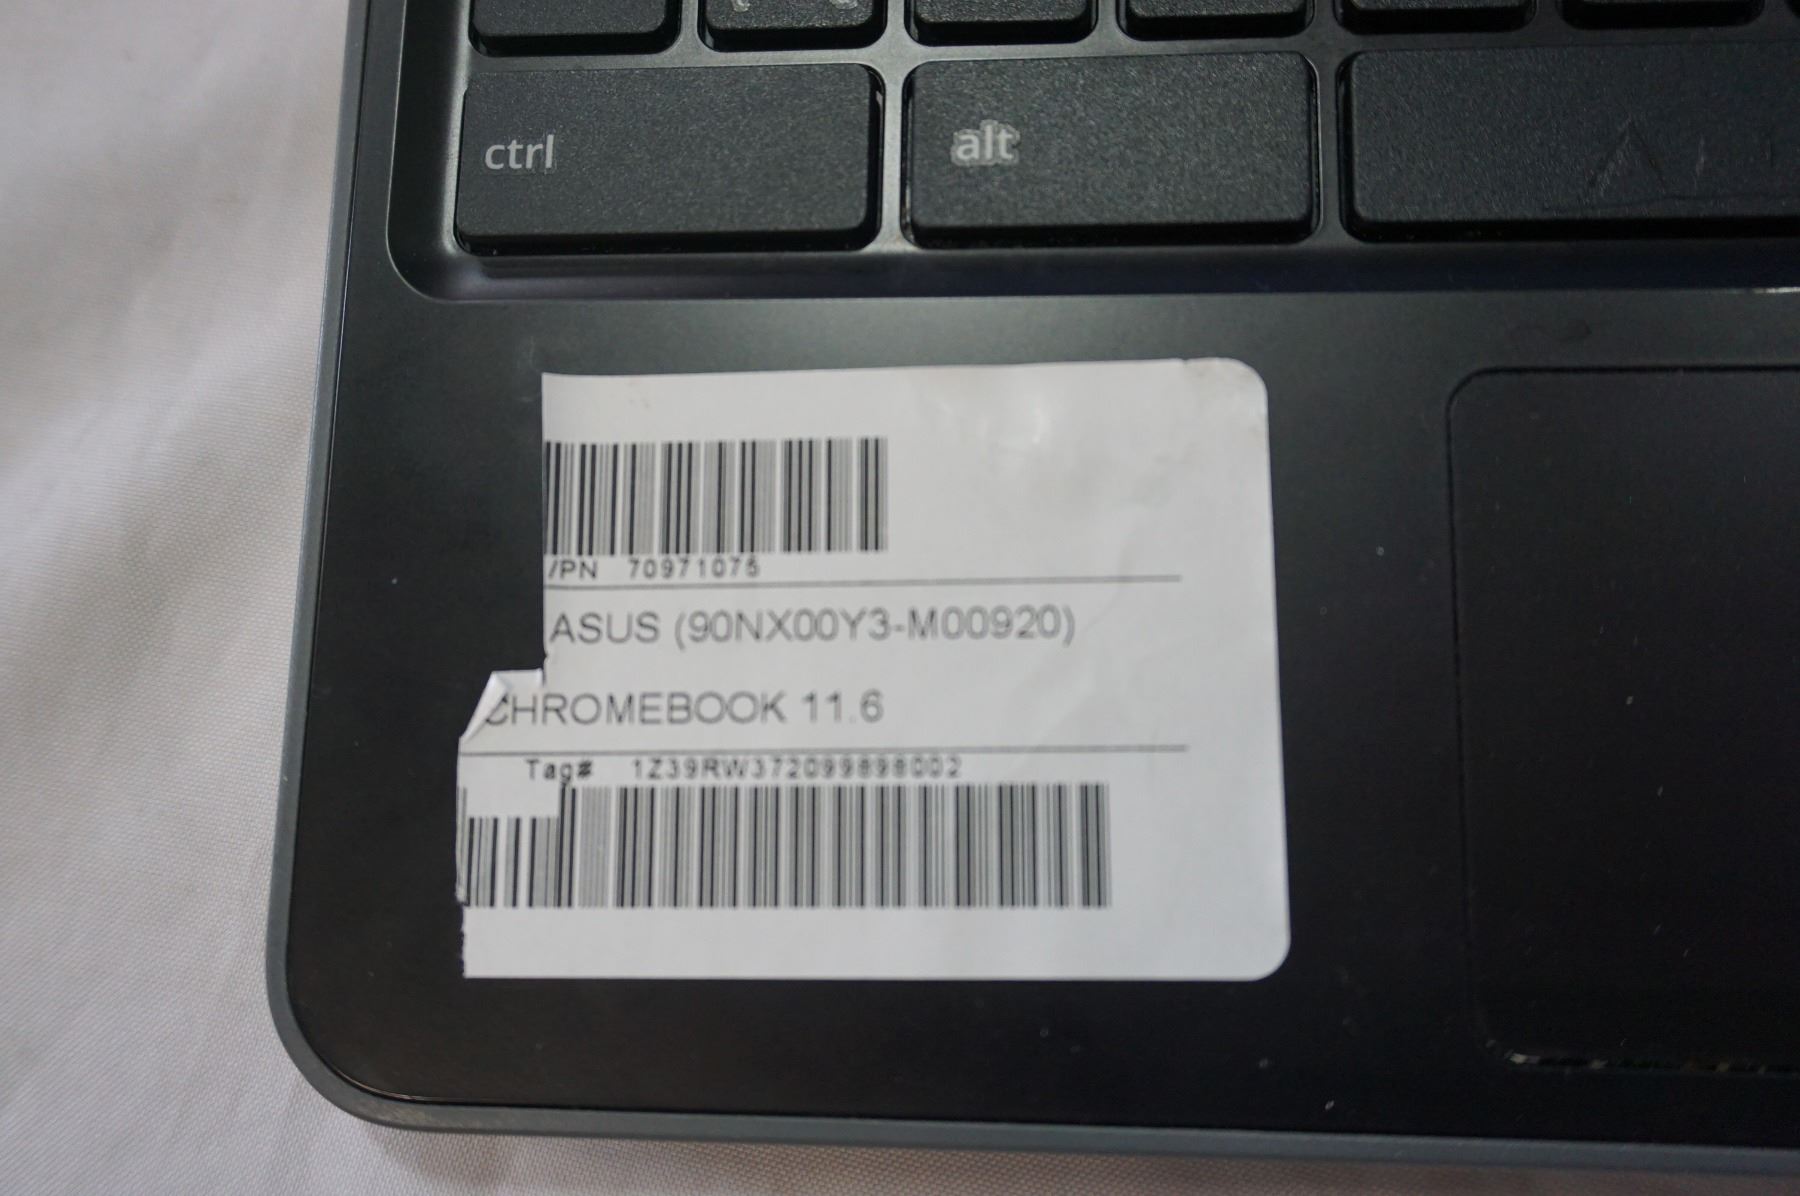 ctrl
alt
/PN 70971075
ASUS (90NX00Y3-M00920)
CHROMEBOOK 11.6
Tag# 1Z39RW372099898002